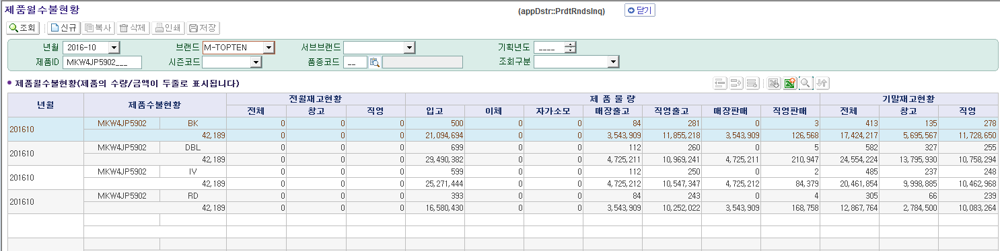 제품월수불현황 (appDstr::PrdtRndsInq) 닫기
조회 신규 복사 삭제 인쇄 저장
년월 2016-10 브랜드 M-TOPTEN 서브브랜드 기획년도 ____
제품ID MKW4JP5902___ 시즌코드 품종코드 __ 조회구분
제품월수불현황(제품의 수량/금액이 두줄로 표시됩니다)
년월 제품수불현황 전월재고현황 제 품 물 량 기말재고현황
전체 창고 직영 입고 이체 자가소모 매장출고 직영출고 매장판매 직영판매 전체 창고 직영
201610 MKW4JP5902 BK 0 0 0 500 0 0 84 281 0 3 413 135 278
42,189 0 0 0 21,094,694 0 0 3,543,909 11,855,218 3,543,909 126,568 17,424,217 5,695,567 11,728,650
201610 MKW4JP5902 DBL 0 0 0 699 0 0 112 260 0 5 582 327 255
42,189 0 0 0 29,490,382 0 0 4,725,211 10,969,241 4,725,211 210,947 24,554,224 13,795,930 10,758,294
201610 MKW4JP5902 IV 0 0 0 599 0 0 112 250 0 2 485 237 248
42,189 0 0 0 25,271,444 0 0 4,725,212 10,547,347 4,725,212 84,379 20,461,854 9,998,885 10,462,968
201610 MKW4JP5902 RD 0 0 0 393 0 0 84 243 0 4 305 66 239
42,189 0 0 0 16,580,430 0 0 3,543,909 10,252,022 3,543,909 168,758 12,867,764 2,784,500 10,083,264